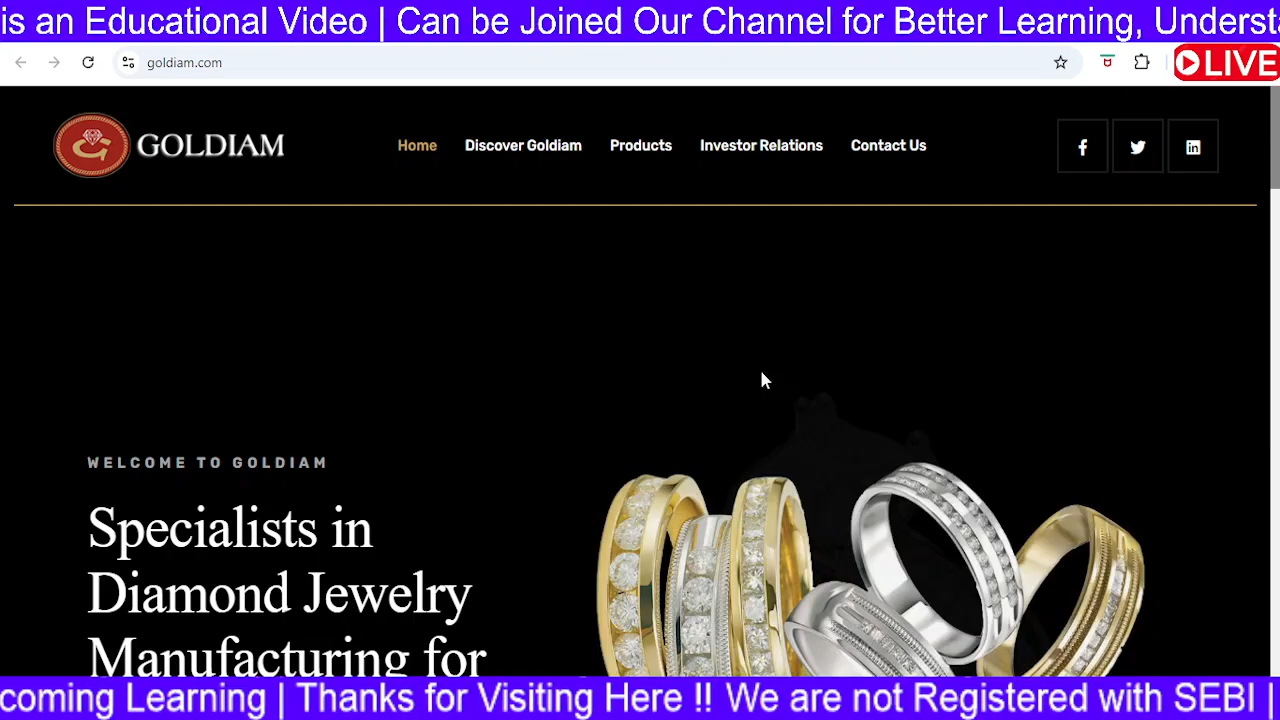 is an Educational Video | Can be Joined Our Channel for Better Learning, Understa
goldiam.com
LIVE
GOLDIAM
Home Discover Goldiam Products Investor Relations Contact Us
WELCOME TO GOLDIAM
Specialists in
Diamond Jewelry
Manufacturing for
coming Learning | Thanks for Visiting Here !! We are not Registered with SEBI |